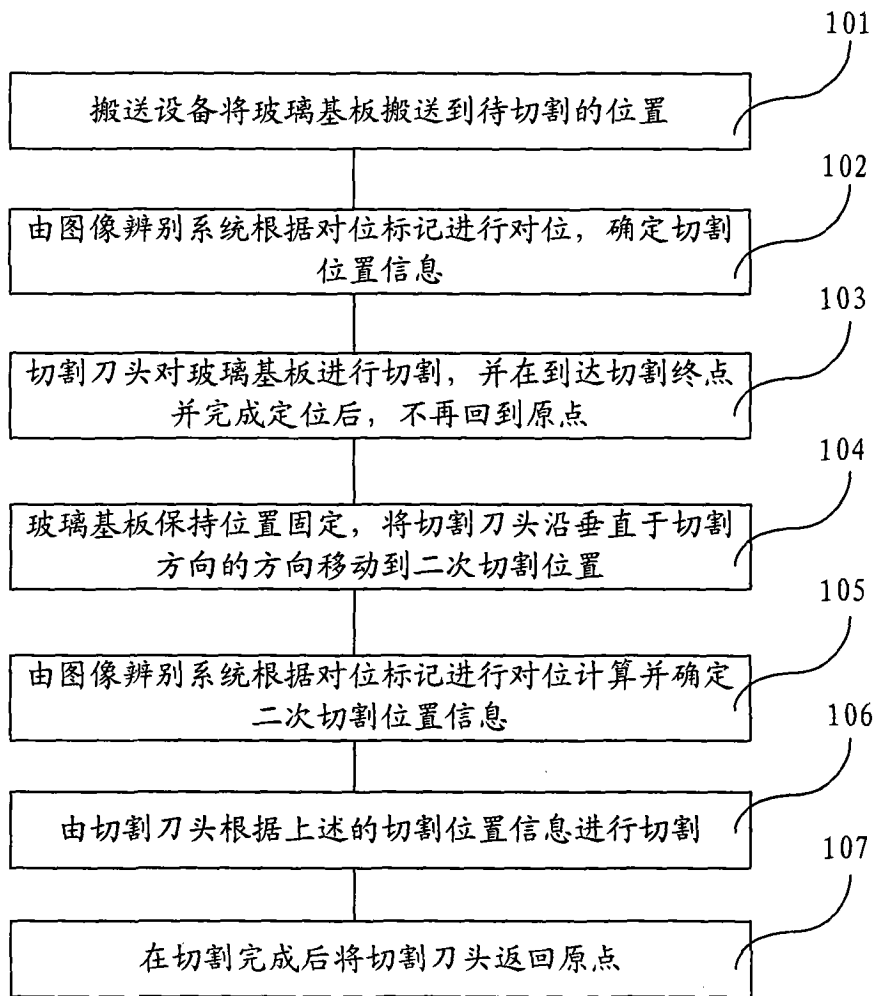 101
搬送设备将玻璃基板搬送到待切割的位置
102
由图像辨别系统根据对位标记进行对位，确定切割
位置信息
103
切割刀头对玻璃基板进行切割，并在到达切割终点
并完成定位后，不再回到原点
104
玻璃基板保持位置固定，将切割刀头沿垂直于切割
方向的方向移动到二次切割位置
105
由图像辨别系统根据对位标记进行对位计算并确定
二次切割位置信息
106
由切割刀头根据上述的切割位置信息进行切割
107
在切割完成后将切割刀头返回原点